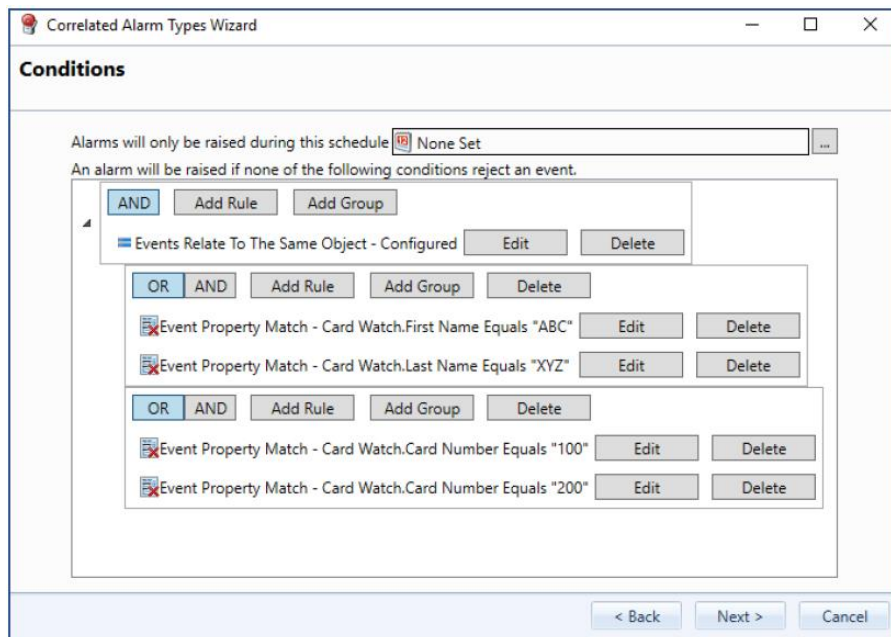 Correlated Alarm Types Wizard
Conditions
Alarms will only be raised during this schedule None Set ...
An alarm will be raised if none of the following conditions reject an event.
AND Add Rule Add Group
Events Relate To The Same Object - Configured Edit Delete
OR AND Add Rule Add Group Delete
Event Property Match - Card Watch.First Name Equals "ABC" Edit Delete
Event Property Match - Card Watch.Last Name Equals "XYZ" Edit Delete
OR AND Add Rule Add Group Delete
Event Property Match - Card Watch.Card Number Equals "100" Edit Delete
Event Property Match - Card Watch.Card Number Equals "200" Edit Delete
< Back Next > Cancel